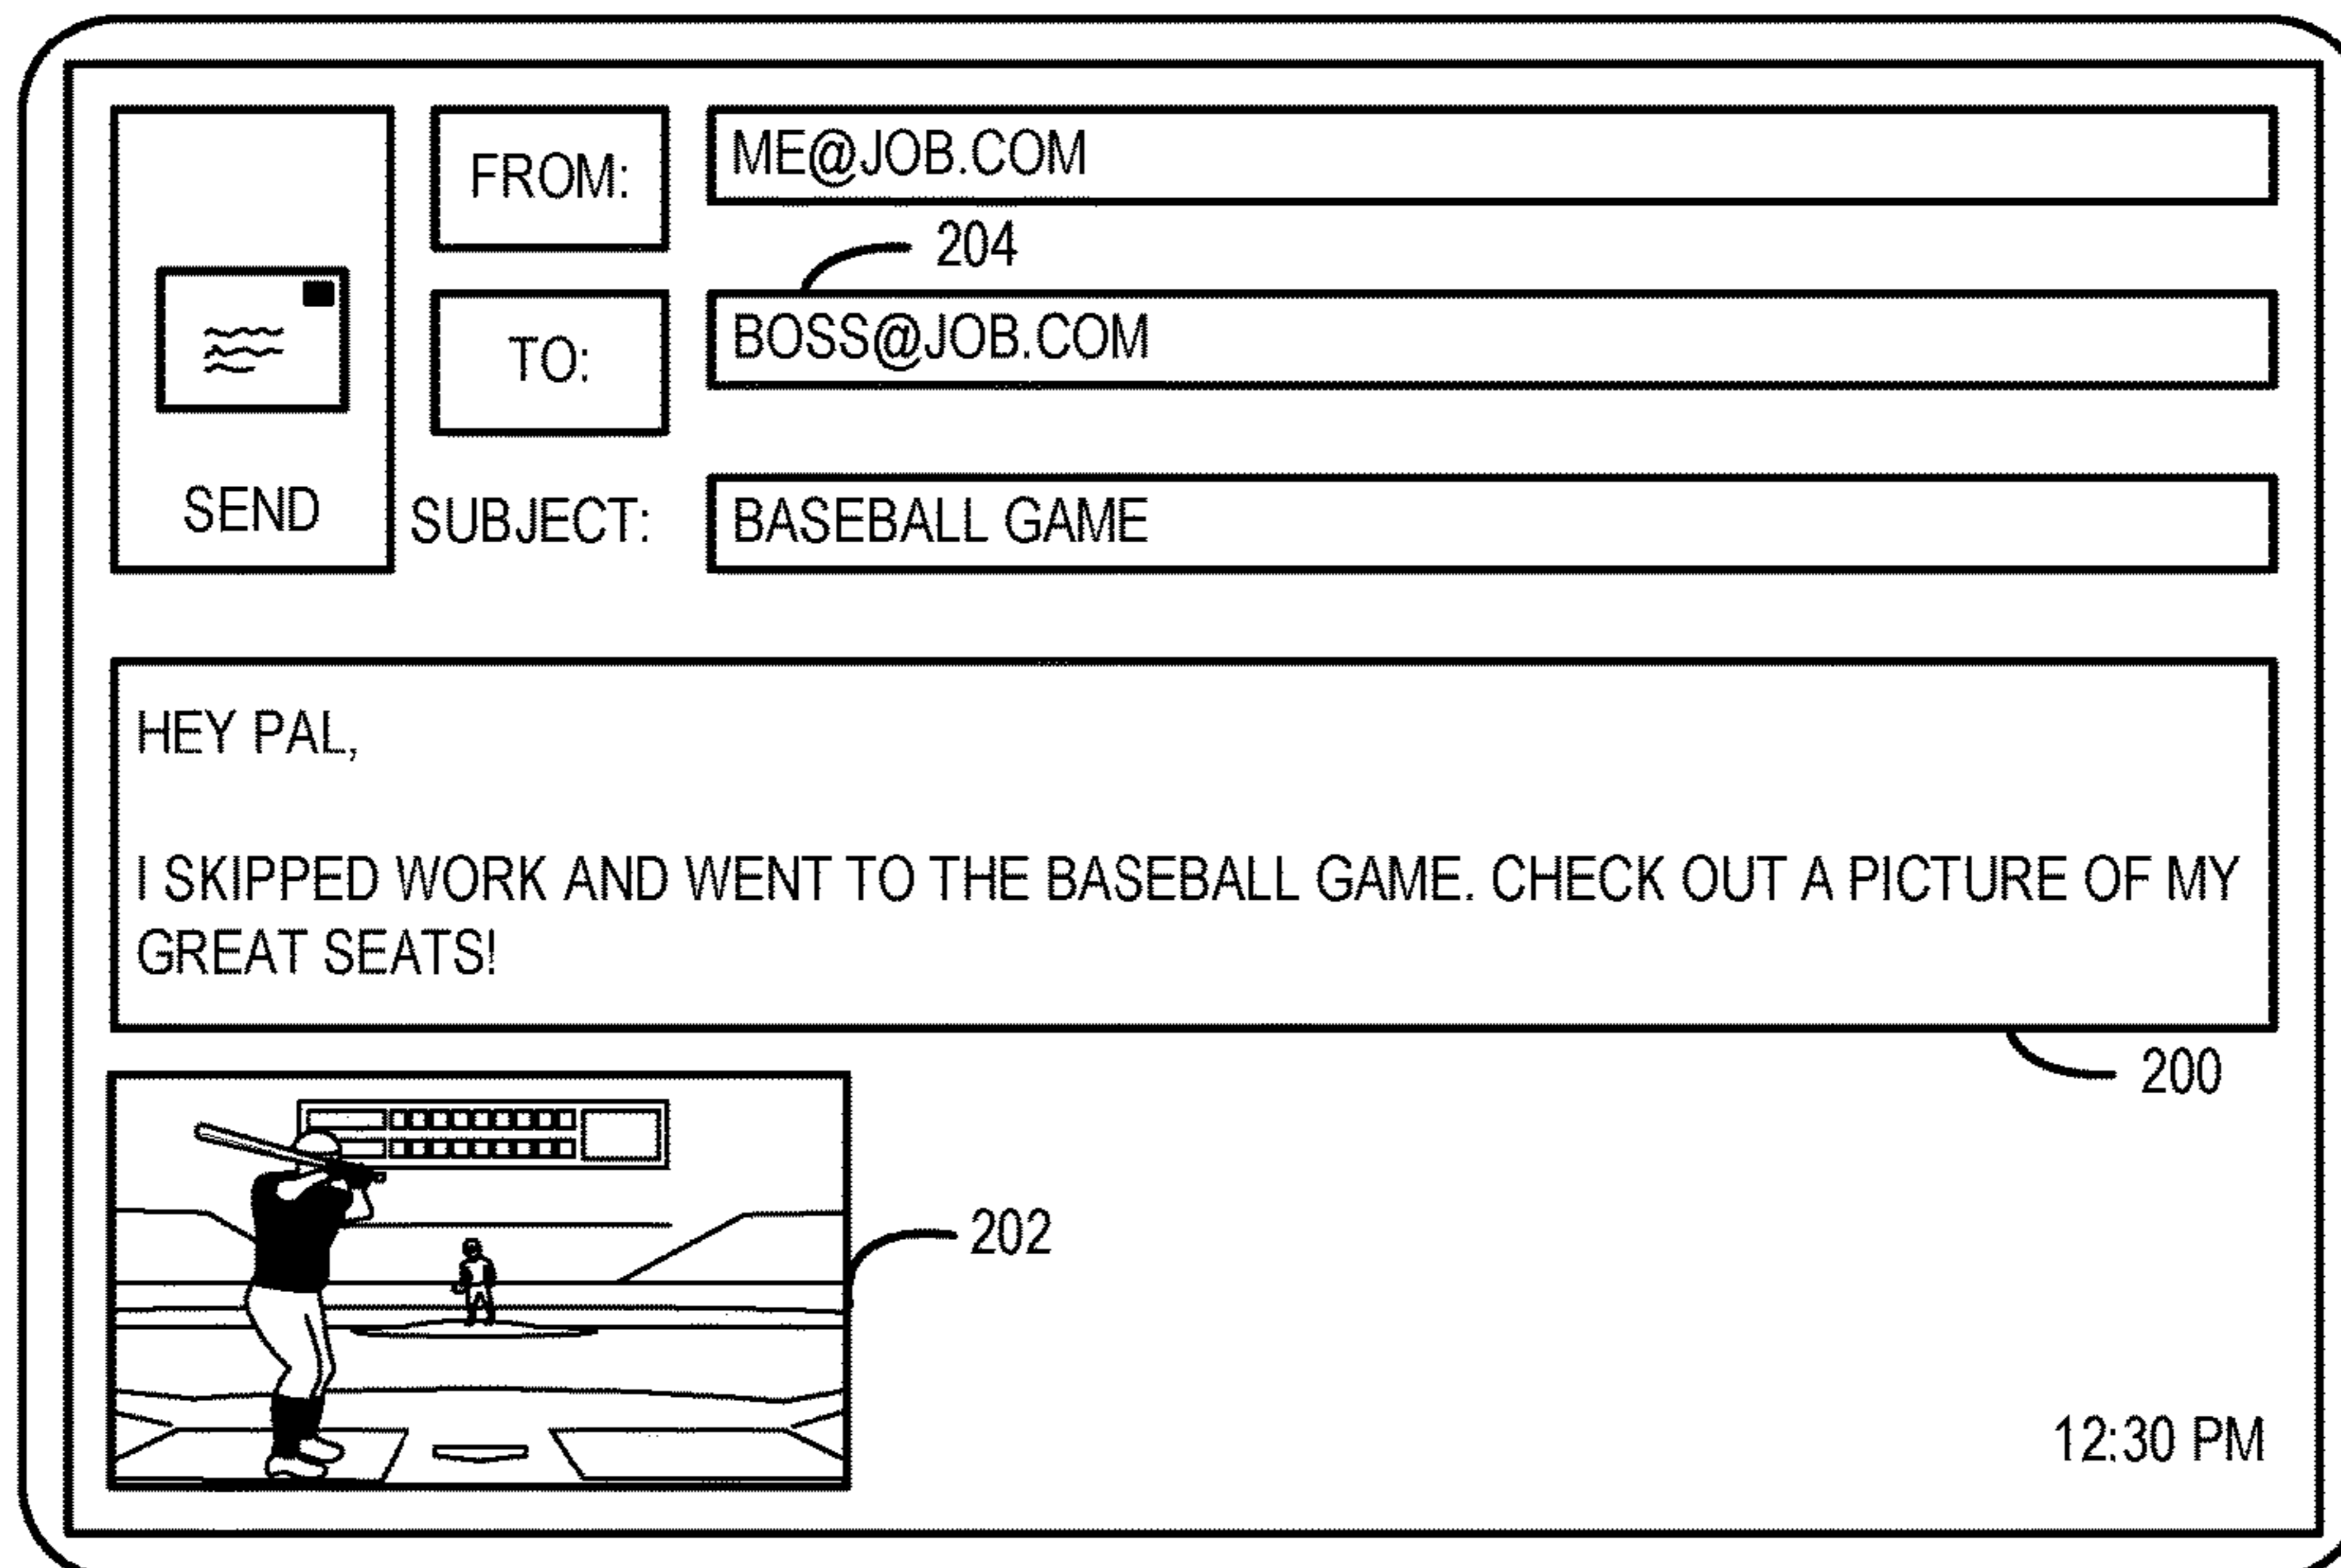 FROM:
ME@JOB.COM
204
TO:
BOSS@JOB.COM
SEND
SUBJECT:
BASEBALL GAME
HEY PAL,
I SKIPPED WORK AND WENT TO THE BASEBALL GAME. CHECK OUT A PICTURE OF MY
GREAT SEATS!
200
202
12:30 PM